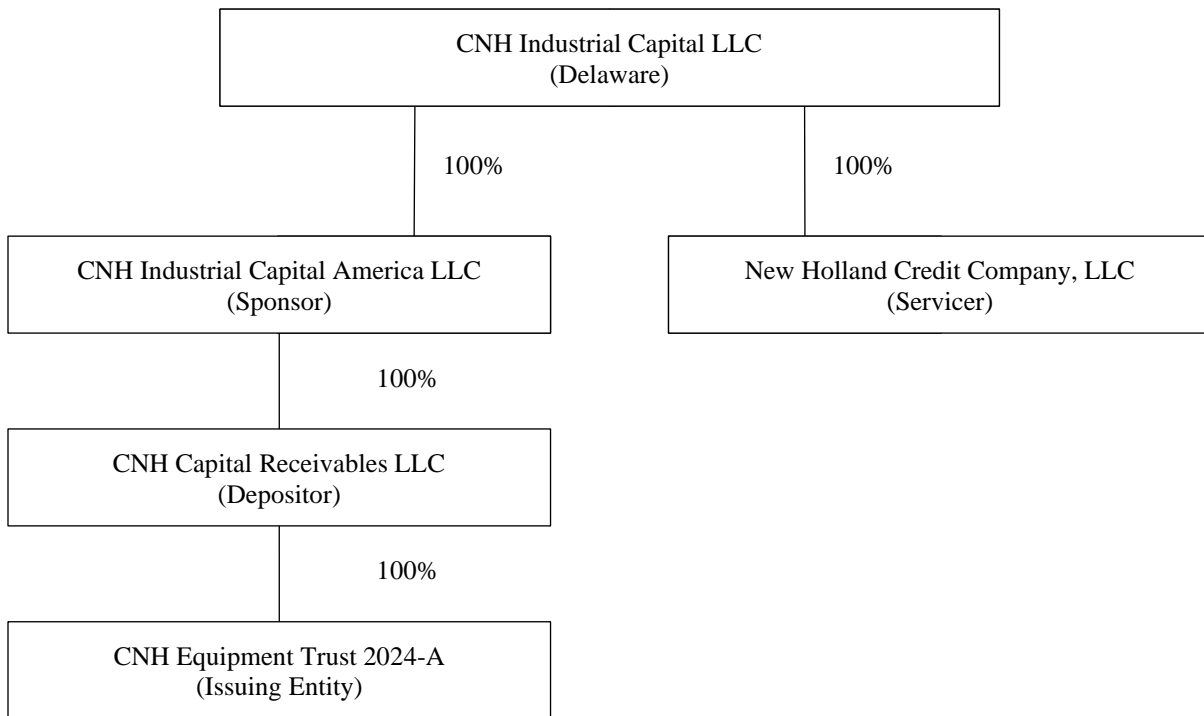 CNH Industrial Capital LLC
(Delaware)
100%
100%
CNH Industrial Capital America LLC
(Sponsor)
New Holland Credit Company, LLC
(Servicer)
100%
CNH Capital Receivables LLC
(Depositor)
100%
CNH Equipment Trust 2024-A
(Issuing Entity)